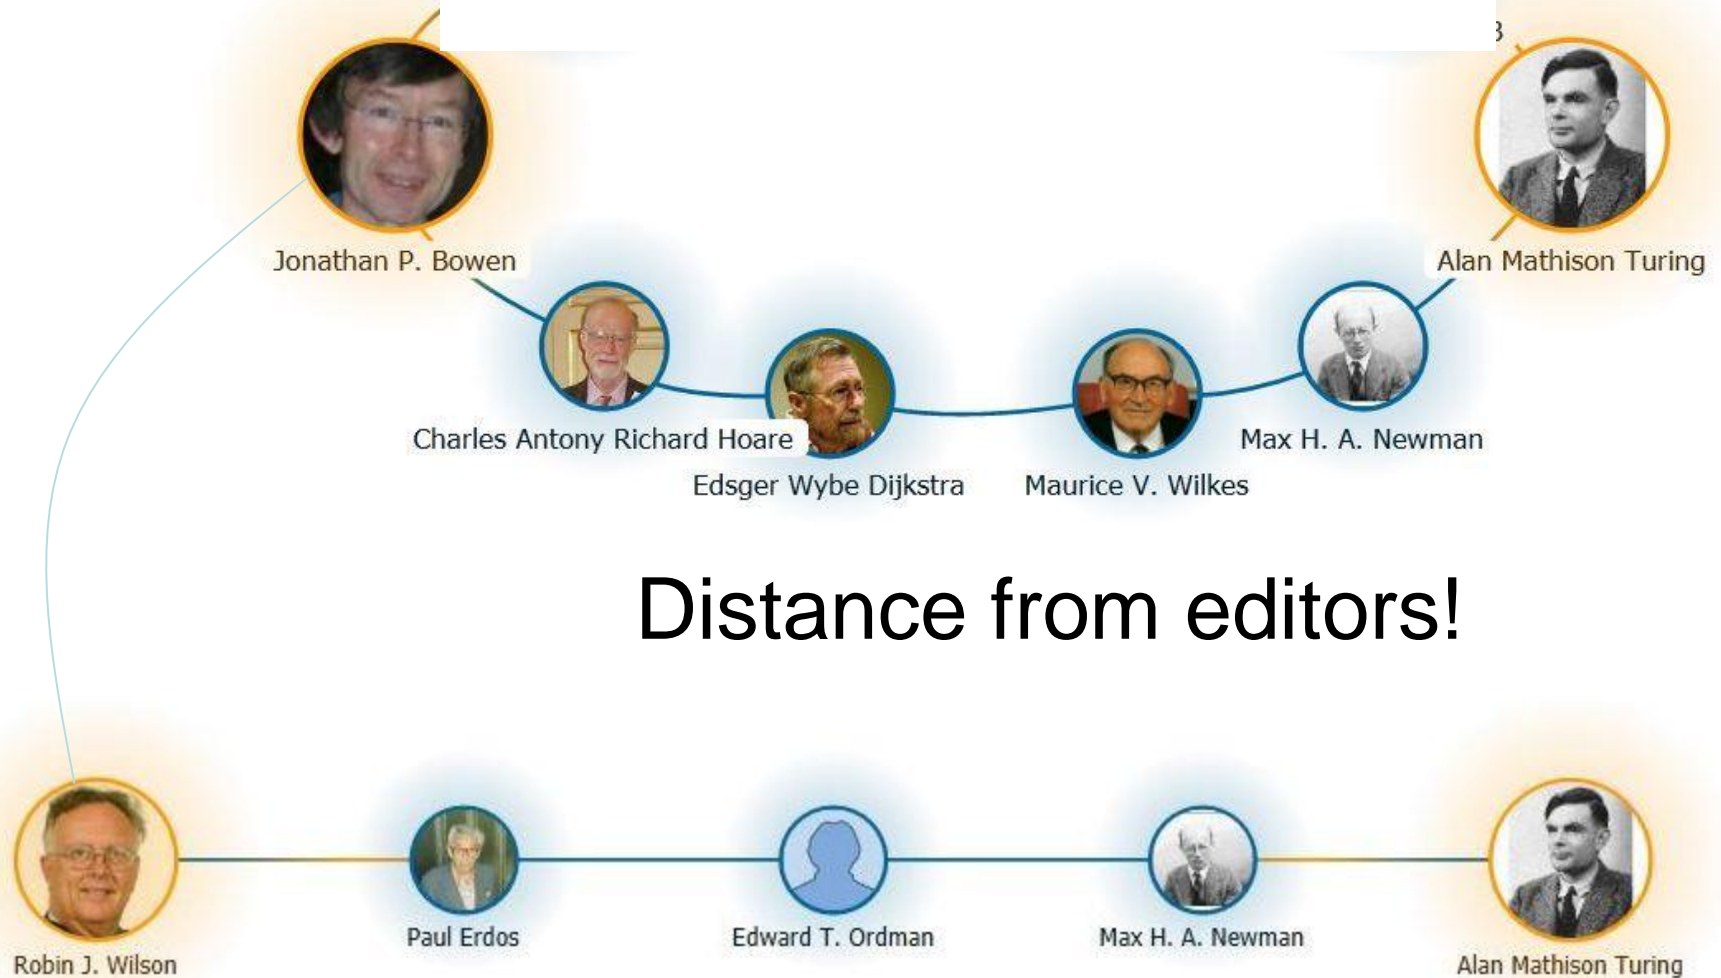 Jonathan P. Bowen
Alan Mathison Turing
Charles Antony Richard Hoare
Max H. A. Newman
Edsger Wybe Dijkstra
Maurice V. Wilkes
Distance from editors!
Paul Erdos
Edward T. Ordman
Max H. A. Newman
Robin J. Wilson
Alan Mathison Turing